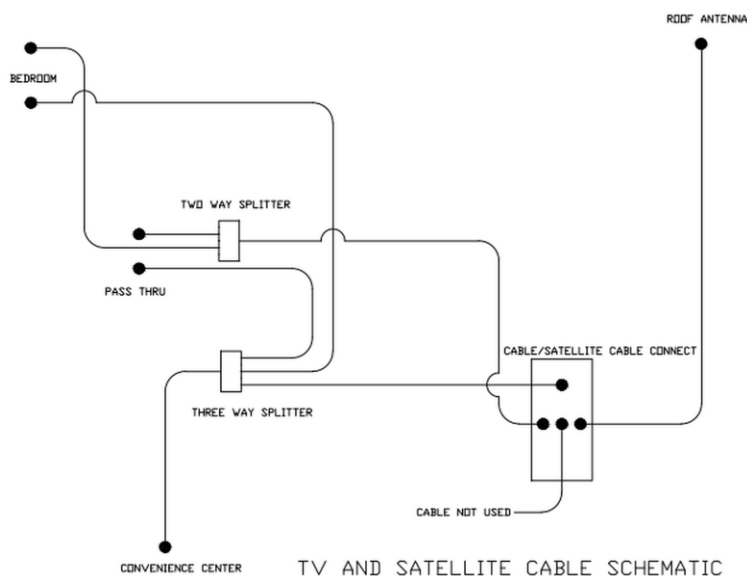 ROOF ANTENNA
BEDROOM
TWO WAY SPLITTER
PASS THRU
CABLE/SATELLITE CABLE CONNECT
THREE WAY SPLITTER
CABLE NOT USED
CONVENIENCE CENTER
TV AND SATELLITE CABLE SCHEMATIC